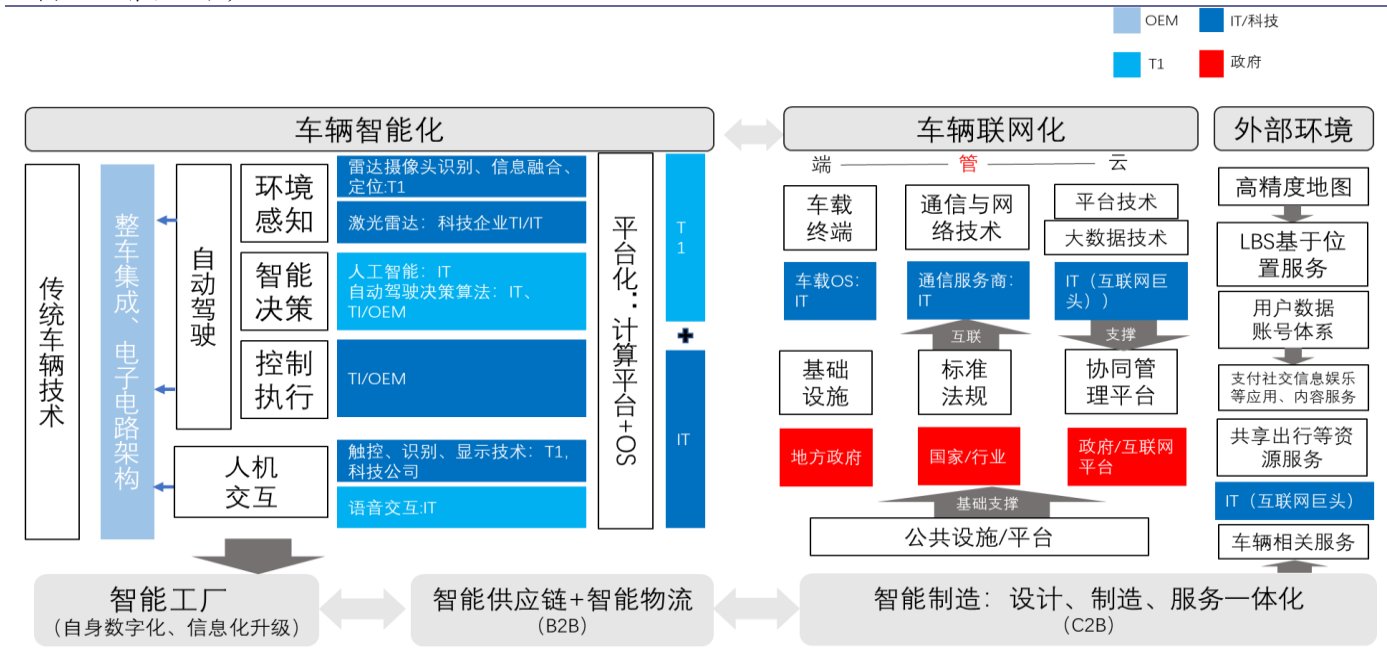 OEM
IT/科技
T1
政府
车辆智能化
车辆联网化
外部环境
传统车辆技术
整车集成、电子电路架构
自动驾驶
环境
感知
雷达摄像头识别、信息融合、
定位:T1
激光雷达：科技企业TI/IT
智能
决策
人工智能：IT
自动驾驶决策算法：IT、
TI/OEM
控制
执行
TI/OEM
人机
交互
触控、识别、显示技术：T1,
科技公司
语音交互:IT
平台化：计算平台+OS
T1
+
IT
端
管
云
车载
终端
通信与网
络技术
平台技术
大数据技术
车载OS：
IT
通信服务商：
IT
IT（互联网巨
头））
互联
支撑
基础
设施
标准
法规
协同管
理平台
地方政府
国家/行业
政府/互联网
平台
基础支撑
公共设施/平台
高精度地图
LBS基于位
置服务
用户数据
账号体系
支付社交信息娱乐
等应用、内容服务
共享出行等资
源服务
IT（互联网巨头）
车辆相关服务
智能工厂
（自身数字化、信息化升级）
智能供应链+智能物流
（B2B）
智能制造：设计、制造、服务一体化
（C2B）